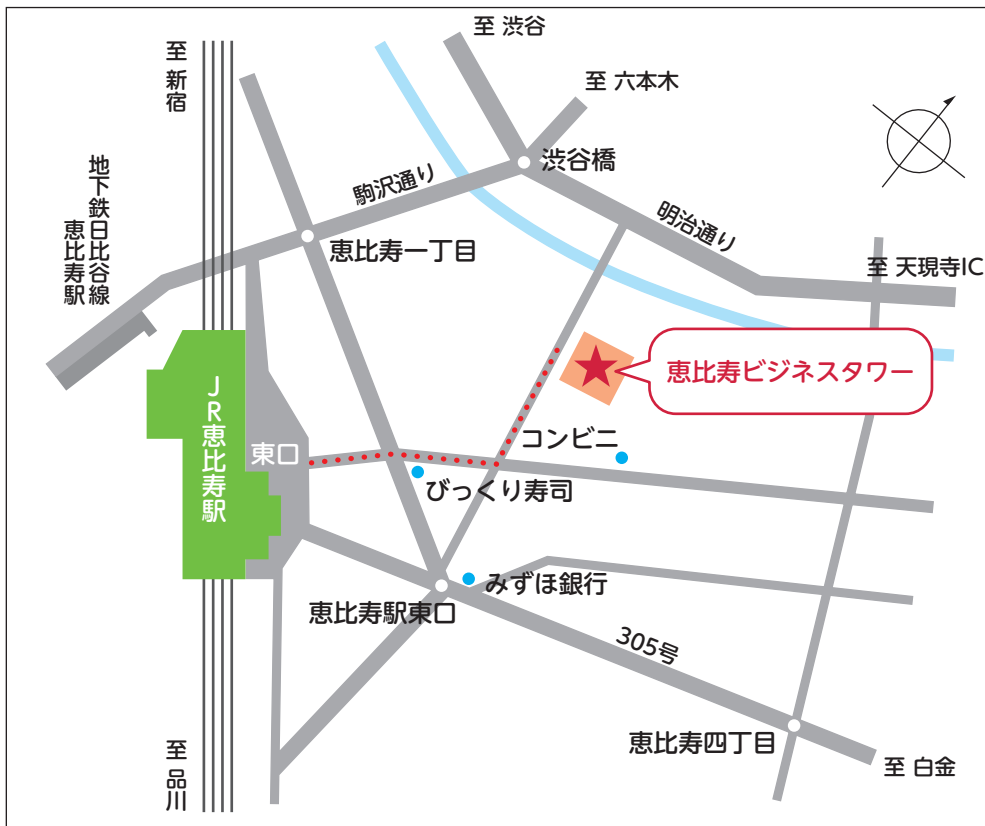 至 渋谷
至 新宿
至 六本木
渋谷橋
地下鉄日比谷線
恵比寿駅
駒沢通り
明治通り
恵比寿一丁目
至 天現寺IC
恵比寿ビジネスタワー
JR恵比寿駅
東口
コンビニ
びっくり寿司
みずほ銀行
恵比寿駅東口
305号
恵比寿四丁目
至 品川
至 白金